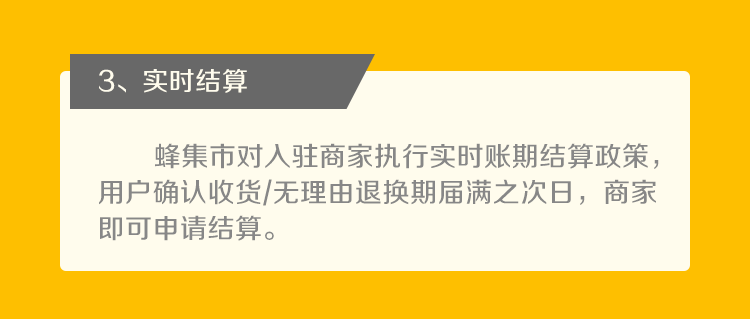 3、实时结算
蜂集市对入驻商家执行实时账期结算政策，
用户确认收货/无理由退换期届满之次日，商家
即可申请结算。